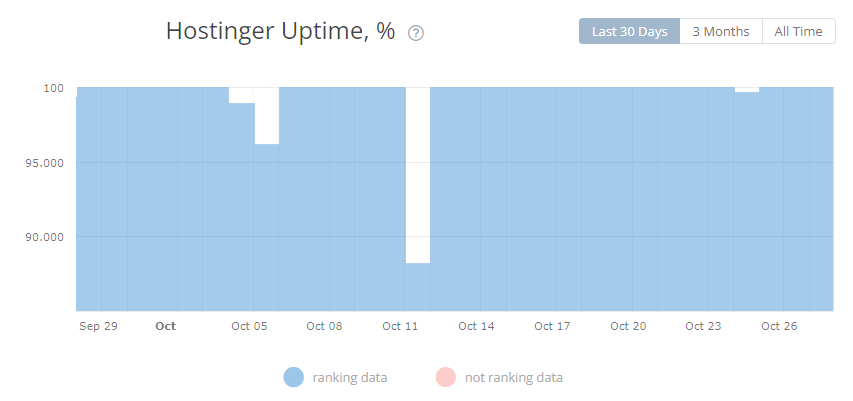 Hostinger Uptime, % ?
Last 30 Days 3 Months All Time
100
95.000
90.000
Sep 29 Oct Oct 05 Oct 08 Oct 11 Oct 14 Oct 17 Oct 20 Oct 23 Oct 26
ranking data not ranking data